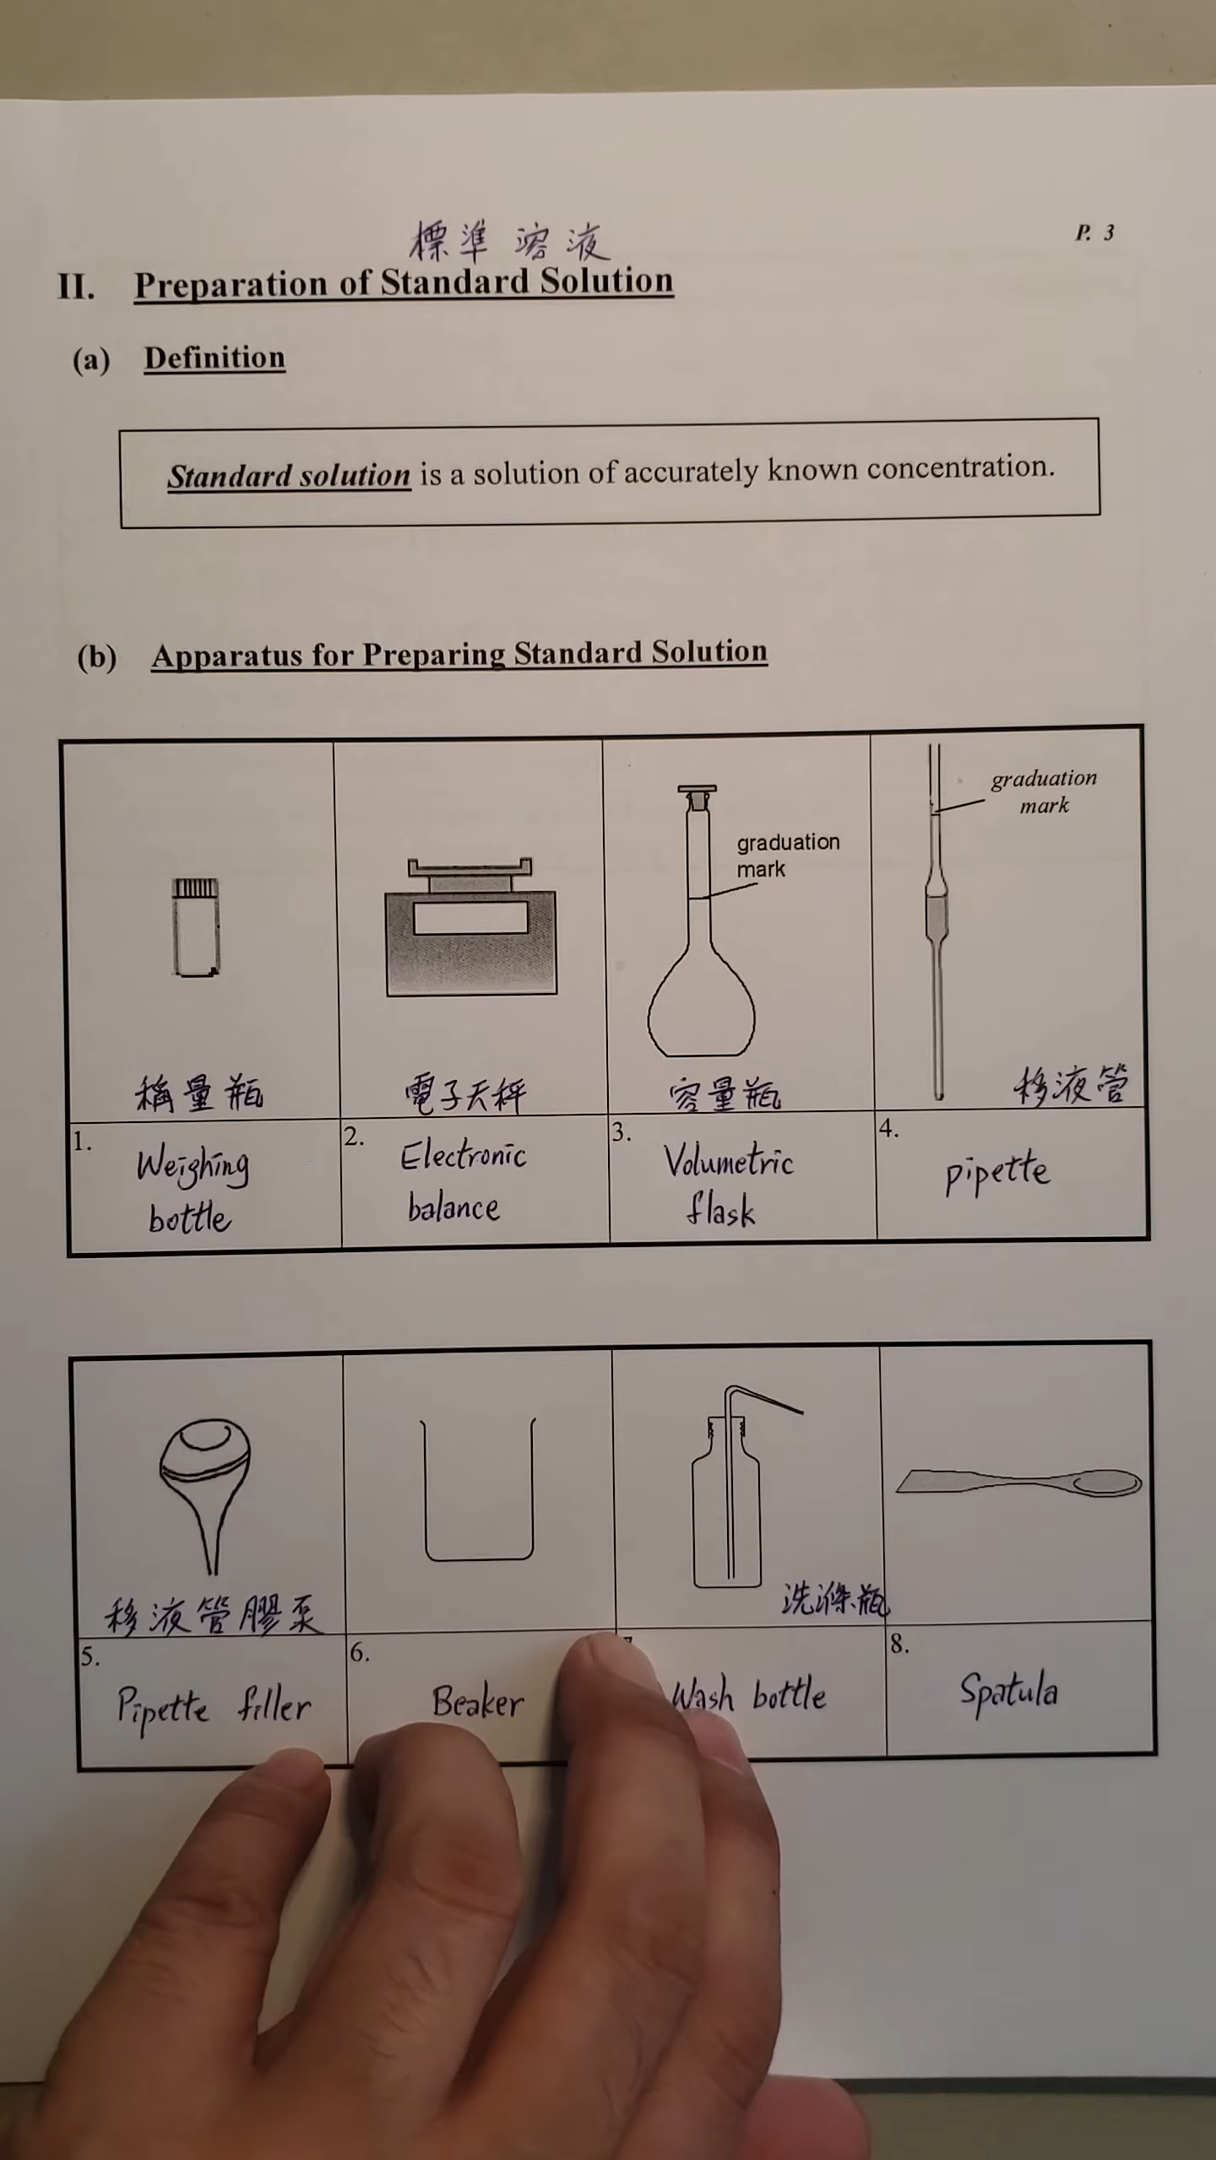 P. 3
標準溶液
II. Preparation of Standard Solution
(a) Definition
Standard solution is a solution of accurately known concentration.
(b) Apparatus for Preparing Standard Solution
graduation
mark
graduation
mark
稱量瓶
電子天秤
容量瓶
移液管
1. Weighing
bottle
2. Electronic
balance
3. Volumetric
flask
4. pipette
移液管膠泵
洗滌瓶
5. Pipette filler
6. Beaker
Wash bottle
8. Spatula